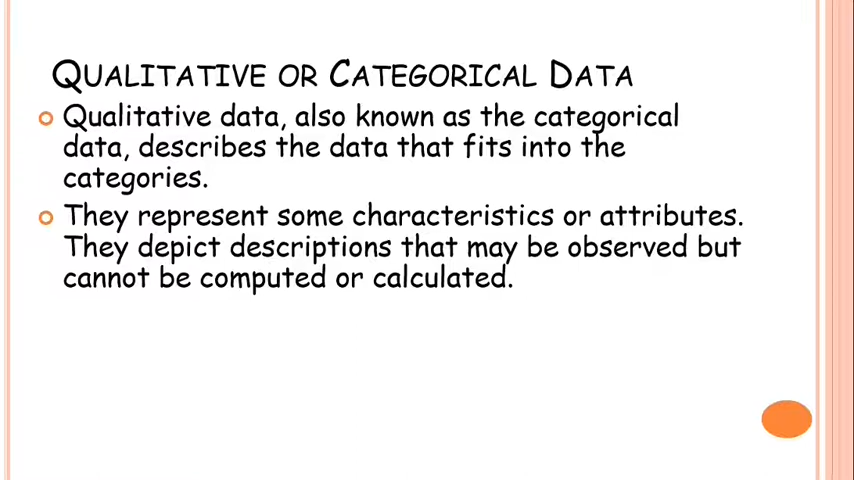 QUALITATIVE OR CATEGORICAL DATA
Qualitative data, also known as the categorical
data, describes the data that fits into the
categories.
They represent some characteristics or attributes.
They depict descriptions that may be observed but
cannot be computed or calculated.